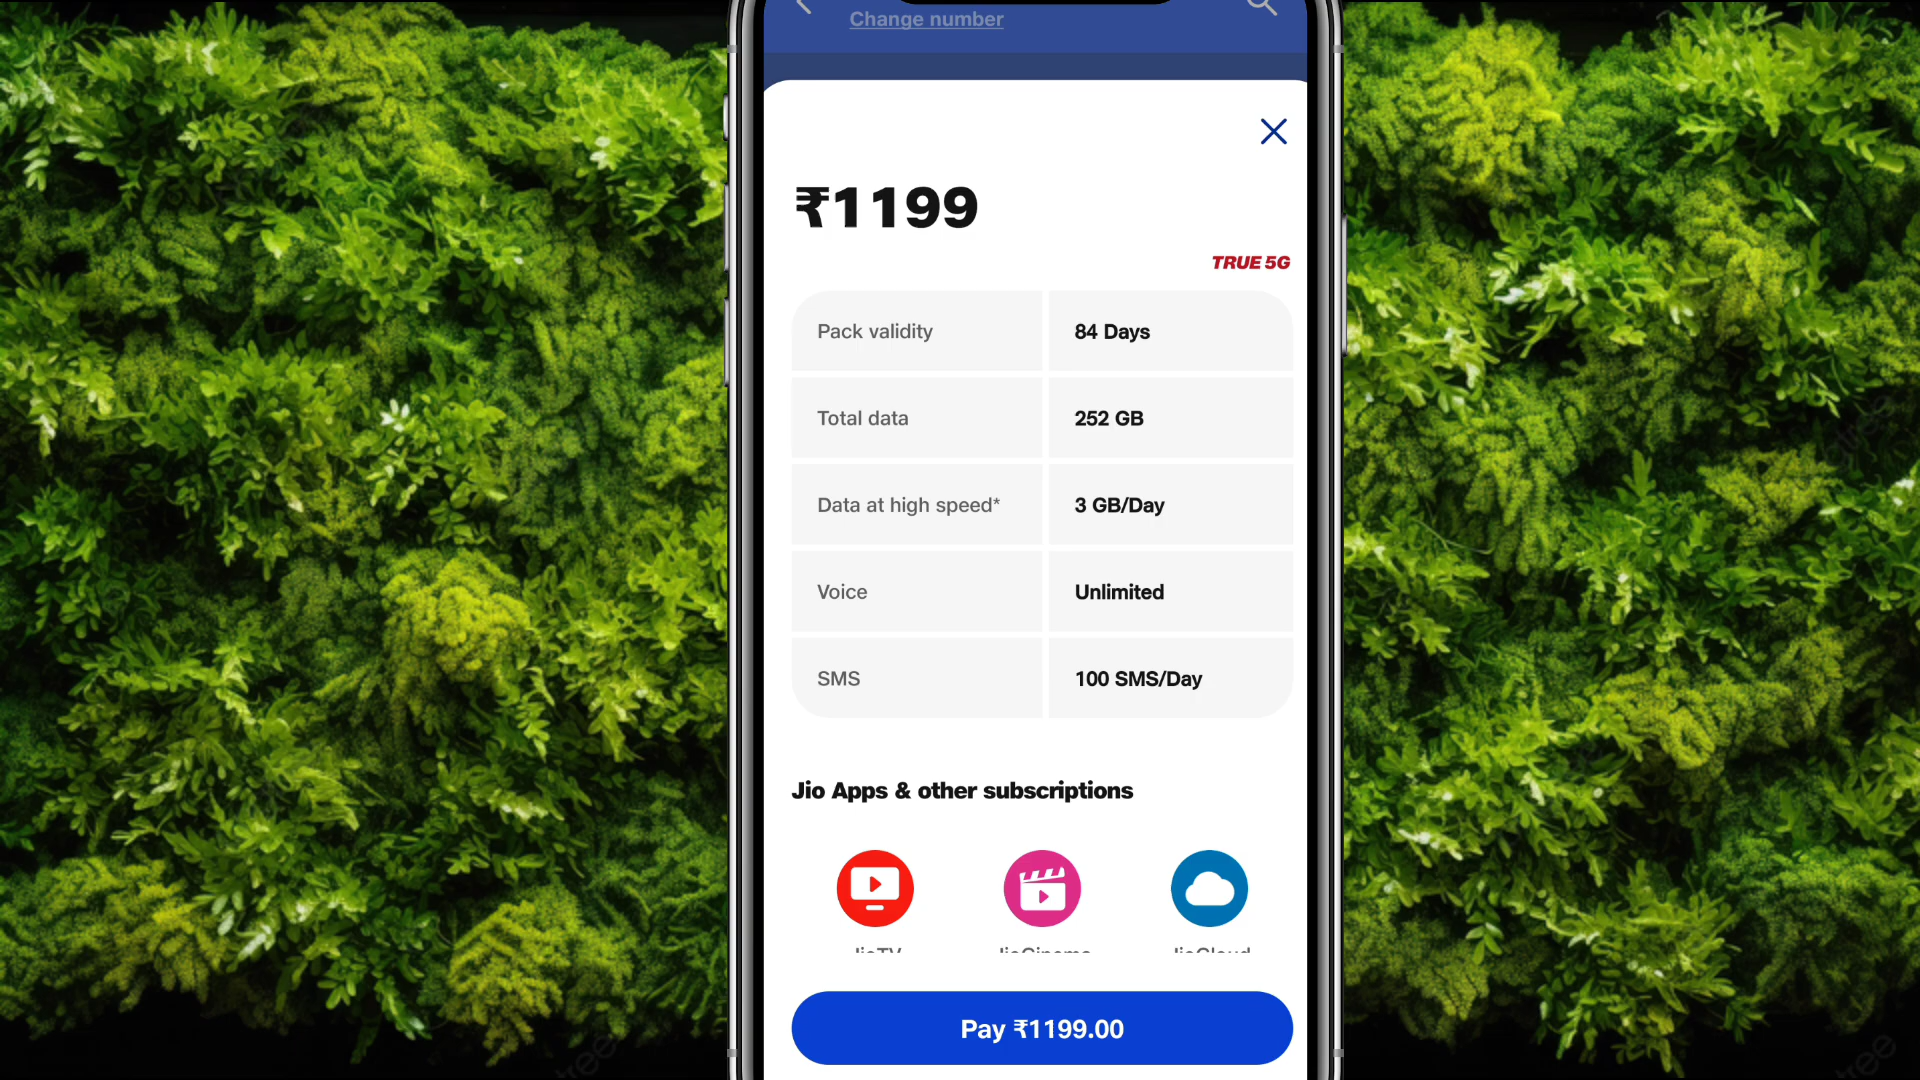 Change number
₹1199
TRUE 5G
Pack validity 84 Days
Total data 252 GB
Data at high speed* 3 GB/Day
Voice Unlimited
SMS 100 SMS/Day
Jio Apps & other subscriptions
JioTV JioCinema JioCloud
Pay ₹1199.00